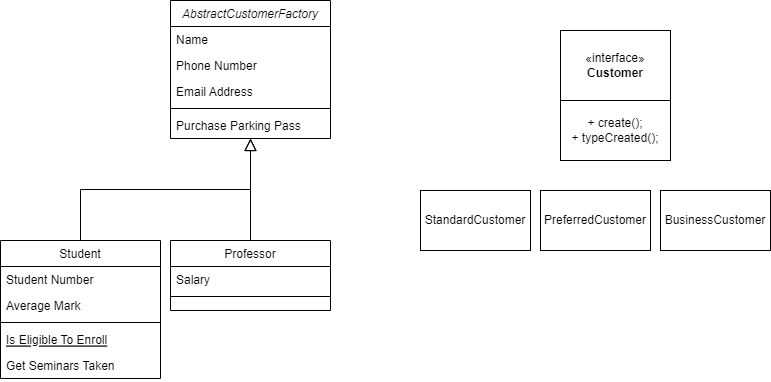 AbstractCustomerFactory
Name
Phone Number
Email Address
Purchase Parking Pass
Student
Student Number
Average Mark
Is Eligible To Enroll
Get Seminars Taken
Professor
Salary
«interface»
Customer
+ create();
+ typeCreated();
StandardCustomer
PreferredCustomer
BusinessCustomer